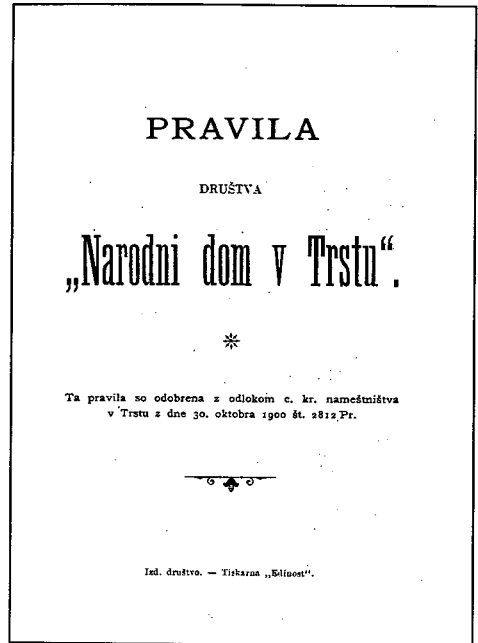 PRAVILA
DRUŠTVA
„Narodni dom v Trstu“.
Ta pravila so odobrena z odlokom c. kr. namestništva
v Trstu z dne 30. oktobra 1900 št. 2812 Pr.
Izd. društvo. — Tiskarna „Edinost“.